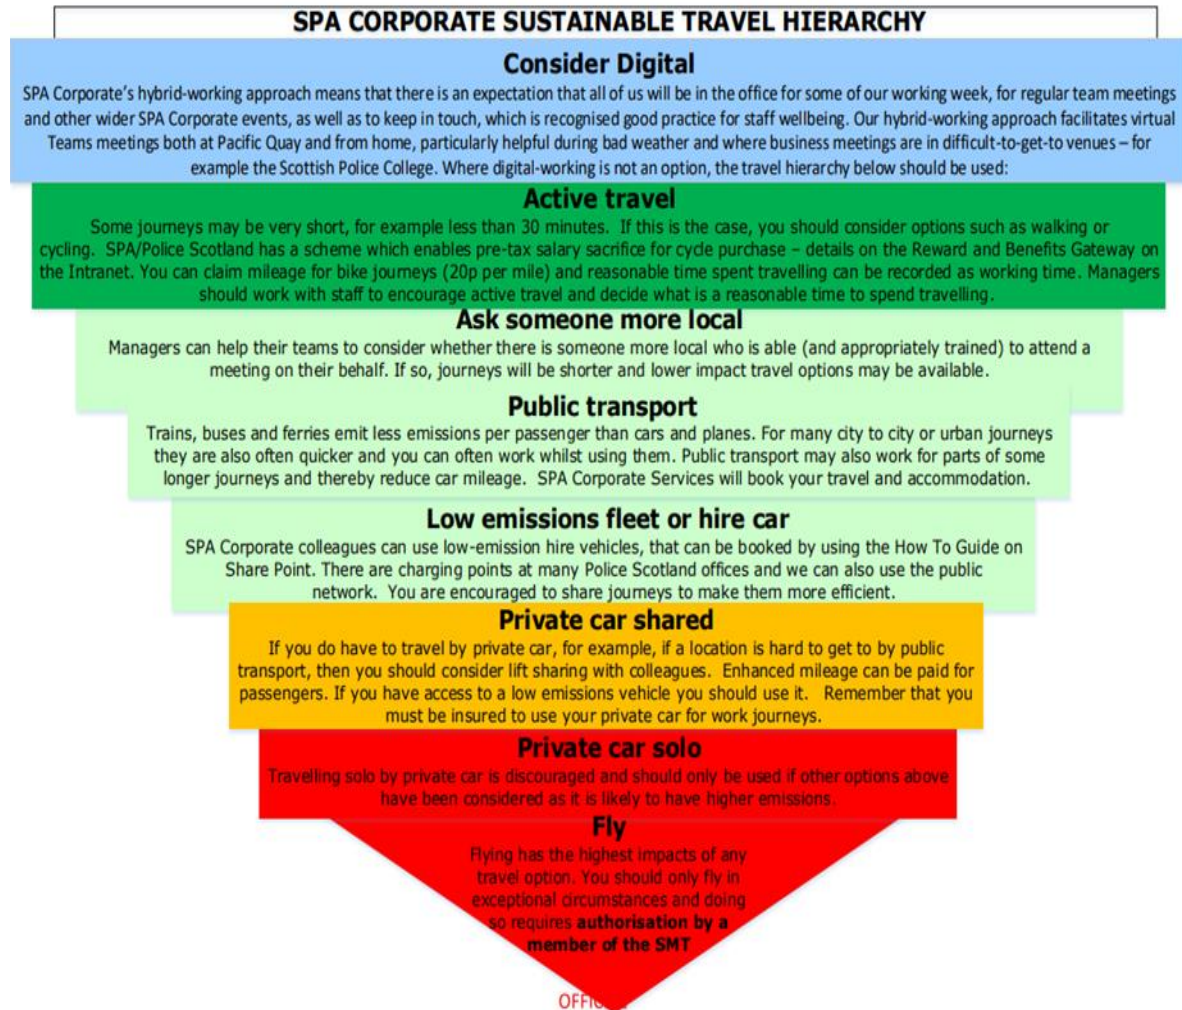 SPA CORPORATE SUSTAINABLE TRAVEL HIERARCHY
Consider Digital
SPA Corporate's hybrid-working approach means that there is an expectation that all of us will be in the office for some of our working week, for regular team meetings
and other wider SPA Corporate events, as well as to keep in touch, which is recognised good practice for staff wellbeing. Our hybrid-working approach facilitates virtual
Teams meetings both at Pacific Quay and from home, particularly helpful during bad weather and where business meetings are in difficult-to-get-to venues – for
example the Scottish Police College. Where digital-working is not an option, the travel hierarchy below should be used:
Active travel
Some journeys may be very short, for example less than 30 minutes. If this is the case, you should consider options such as walking or
cycling. SPA/Police Scotland has a scheme which enables pre-tax salary sacrifice for cycle purchase – details on the Reward and Benefits Gateway on
the Intranet. You can claim mileage for bike journeys (20p per mile) and reasonable time spent travelling can be recorded as working time. Managers
should work with staff to encourage active travel and decide what is a reasonable time to spend travelling.
Ask someone more local
Managers can help their teams to consider whether there is someone more local who is able (and appropriately trained) to attend a
meeting on their behalf. If so, journeys will be shorter and lower impact travel options may be available.
Public transport
Trains, buses and ferries emit less emissions per passenger than cars and planes. For many city to city or urban journeys
they are also often quicker and you can often work whilst using them. Public transport may also work for parts of some
longer journeys and thereby reduce car mileage. SPA Corporate Services will book your travel and accommodation.
Low emissions fleet or hire car
SPA Corporate colleagues can use low-emission hire vehicles, that can be booked by using the How To Guide on
Share Point. There are charging points at many Police Scotland offices and we can also use the public
network. You are encouraged to share journeys to make them more efficient.
Private car shared
If you do have to travel by private car, for example, if a location is hard to get to by public
transport, then you should consider lift sharing with colleagues. Enhanced mileage can be paid for
passengers. If you have access to a low emissions vehicle you should use it. Remember that you
must be insured to use your private car for work journeys.
Private car solo
Travelling solo by private car is discouraged and should only be used if other options above
have been considered as it is likely to have higher emissions.
Fly
Flying has the highest impacts of any
travel option. You should only fly in
exceptional circumstances and doing
so requires authorisation by a
member of the SMT